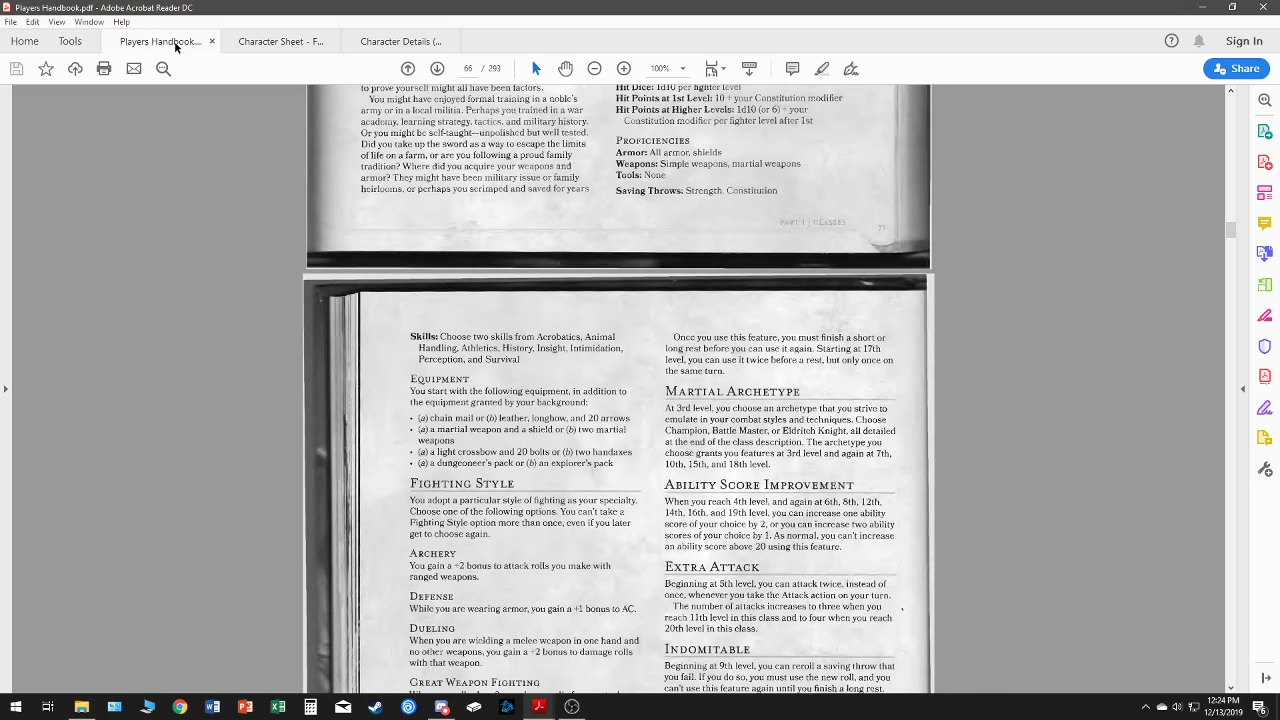 Players Handbook.pdf - Adobe Acrobat Reader DC
File Edit View Window Help
Home Tools Players Handbook.... × Character Sheet - F... Character Details (... Sign In
66 / 293 100% Share
to prove yourself might all have been factors.
You might have enjoyed formal training in a noble's
army or in a local militia. Perhaps you trained in a war
academy, learning strategy, tactics, and military history.
Or you might be self-taught—unpolished but well tested.
Did you take up the sword as a way to escape the limits
of life on a farm, or are you following a proud family
tradition? Where did you acquire your weapons and
armor? They might have been military issue or family
heirlooms, or perhaps you scrimped and saved for years
Hit Dice: 1d10 per fighter level
Hit Points at 1st Level: 10 + your Constitution modifier
Hit Points at Higher Levels: 1d10 (or 6) + your
Constitution modifier per fighter level after 1st
PROFICIENCIES
Armor: All armor, shields
Weapons: Simple weapons, martial weapons
Tools: None
Saving Throws: Strength, Constitution
PART 1 | CLASSES
71
Skills: Choose two skills from Acrobatics, Animal
Handling, Athletics, History, Insight, Intimidation,
Perception, and Survival
EQUIPMENT
You start with the following equipment, in addition to
the equipment granted by your background:
• (a) chain mail or (b) leather, longbow, and 20 arrows
• (a) a martial weapon and a shield or (b) two martial
weapons
• (a) a light crossbow and 20 bolts or (b) two handaxes
• (a) a dungeoneer's pack or (b) an explorer's pack
FIGHTING STYLE
You adopt a particular style of fighting as your specialty.
Choose one of the following options. You can't take a
Fighting Style option more than once, even if you later
get to choose again.
ARCHERY
You gain a +2 bonus to attack rolls you make with
ranged weapons.
DEFENSE
While you are wearing armor, you gain a +1 bonus to AC.
DUELING
When you are wielding a melee weapon in one hand and
no other weapons, you gain a +2 bonus to damage rolls
with that weapon.
GREAT WEAPON FIGHTING
Once you use this feature, you must finish a short or
long rest before you can use it again. Starting at 17th
level, you can use it twice before a rest, but only once on
the same turn.
MARTIAL ARCHETYPE
At 3rd level, you choose an archetype that you strive to
emulate in your combat styles and techniques. Choose
Champion, Battle Master, or Eldritch Knight, all detailed
at the end of the class description. The archetype you
choose grants you features at 3rd level and again at 7th,
10th, 15th, and 18th level.
ABILITY SCORE IMPROVEMENT
When you reach 4th level, and again at 6th, 8th, 12th,
14th, 16th, and 19th level, you can increase one ability
score of your choice by 2, or you can increase two ability
scores of your choice by 1. As normal, you can't increase
an ability score above 20 using this feature.
EXTRA ATTACK
Beginning at 5th level, you can attack twice, instead of
once, whenever you take the Attack action on your turn.
The number of attacks increases to three when you
reach 11th level in this class and to four when you reach
20th level in this class.
INDOMITABLE
Beginning at 9th level, you can reroll a saving throw that
you fail. If you do so, you must use the new roll, and you
can't use this feature again until you finish a long rest.
12:24 PM
12/13/2019